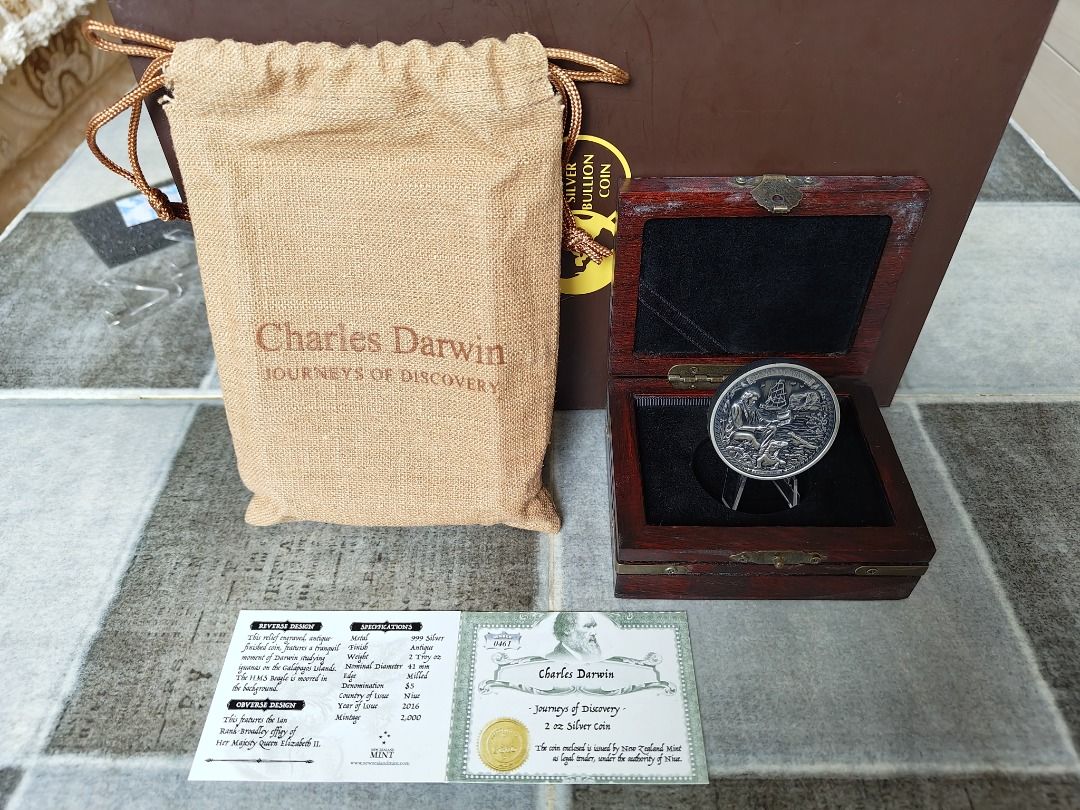 Charles Darwin
JOURNEYS OF DISCOVERY
SILVER
BULLION
COIN
REVERSE DESIGN
This relief engraved, antique-
finished coin, features a tranquil
moment of Darwin studying
iguanas on the Galapagos Islands.
The H.M.S Beagle is moored in
the background.
OBVERSE DESIGN
This features the Ian
Rank-Broadley effigy of
Her Majesty Queen Elizabeth II.
SPECIFICATIONS
Metal 999 Silver
Finish Antique
Weight 2 Troy oz
Nominal Diameter 41 mm
Edge Milled
Denomination $5
Country of Issue Niue
Year of Issue 2016
Mintage 2,000
NEW ZEALAND
MINT
www.newzealandmint.com
0461
Charles Darwin
- Journeys of Discovery -
2 oz Silver Coin
The coin enclosed is issued by New Zealand Mint
as legal tender, under the authority of Niue.